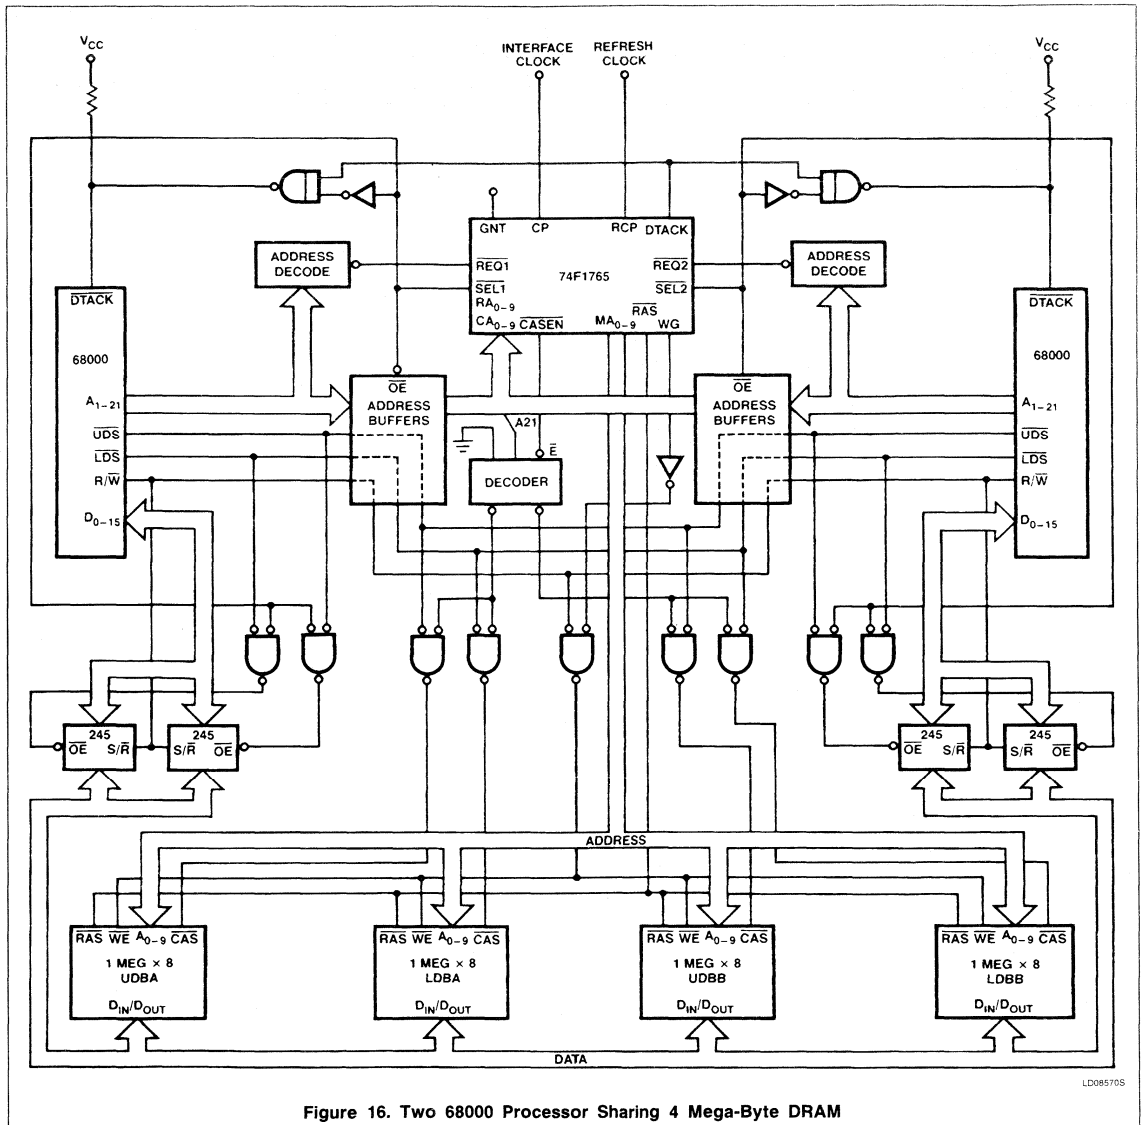 VCC
INTERFACE
CLOCK
REFRESH
CLOCK
VCC
GNT
CP
RCP
DTACK
ADDRESS
DECODE
REQ1
74F1765
REQ2
ADDRESS
DECODE
SEL1
SEL2
RA0-9
CA0-9
CASEN
MA0-9
RAS
WG
DTACK
68000
A1-21
UDS
LDS
R/W
D0-15
OE
ADDRESS
BUFFERS
A21
E
DECODER
OE
ADDRESS
BUFFERS
DTACK
68000
A1-21
UDS
LDS
R/W
D0-15
245
OE S/R
245
S/R OE
245
OE S/R
245
S/R OE
ADDRESS
RAS WE A0-9 CAS
1 MEG × 8
UDBA
DIN/DOUT
RAS WE A0-9 CAS
1 MEG × 8
LDBA
DIN/DOUT
RAS WE A0-9 CAS
1 MEG × 8
UDBB
DIN/DOUT
RAS WE A0-9 CAS
1 MEG × 8
LDBB
DIN/DOUT
DATA
LD08570S
Figure 16. Two 68000 Processor Sharing 4 Mega-Byte DRAM